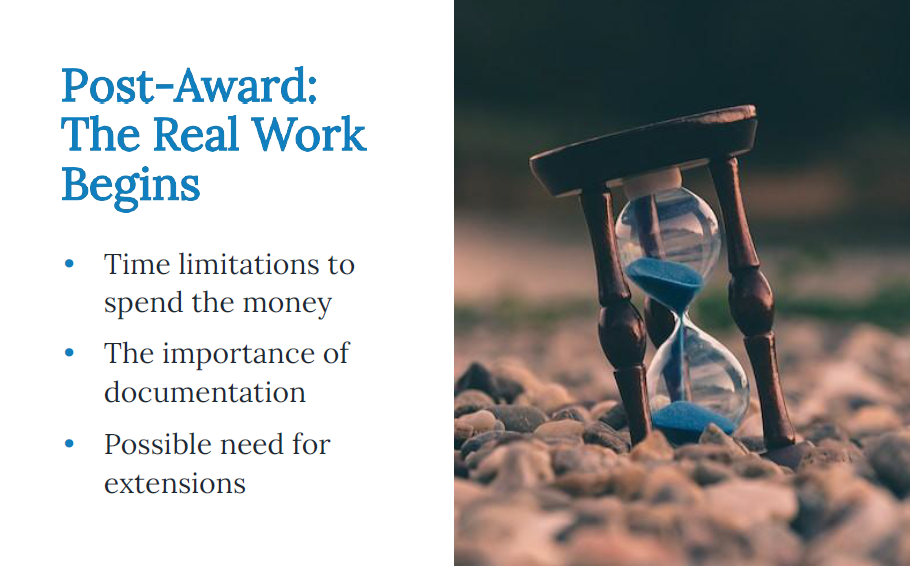 Post-Award:
The Real Work
Begins
• Time limitations to
spend the money
• The importance of
documentation
• Possible need for
extensions